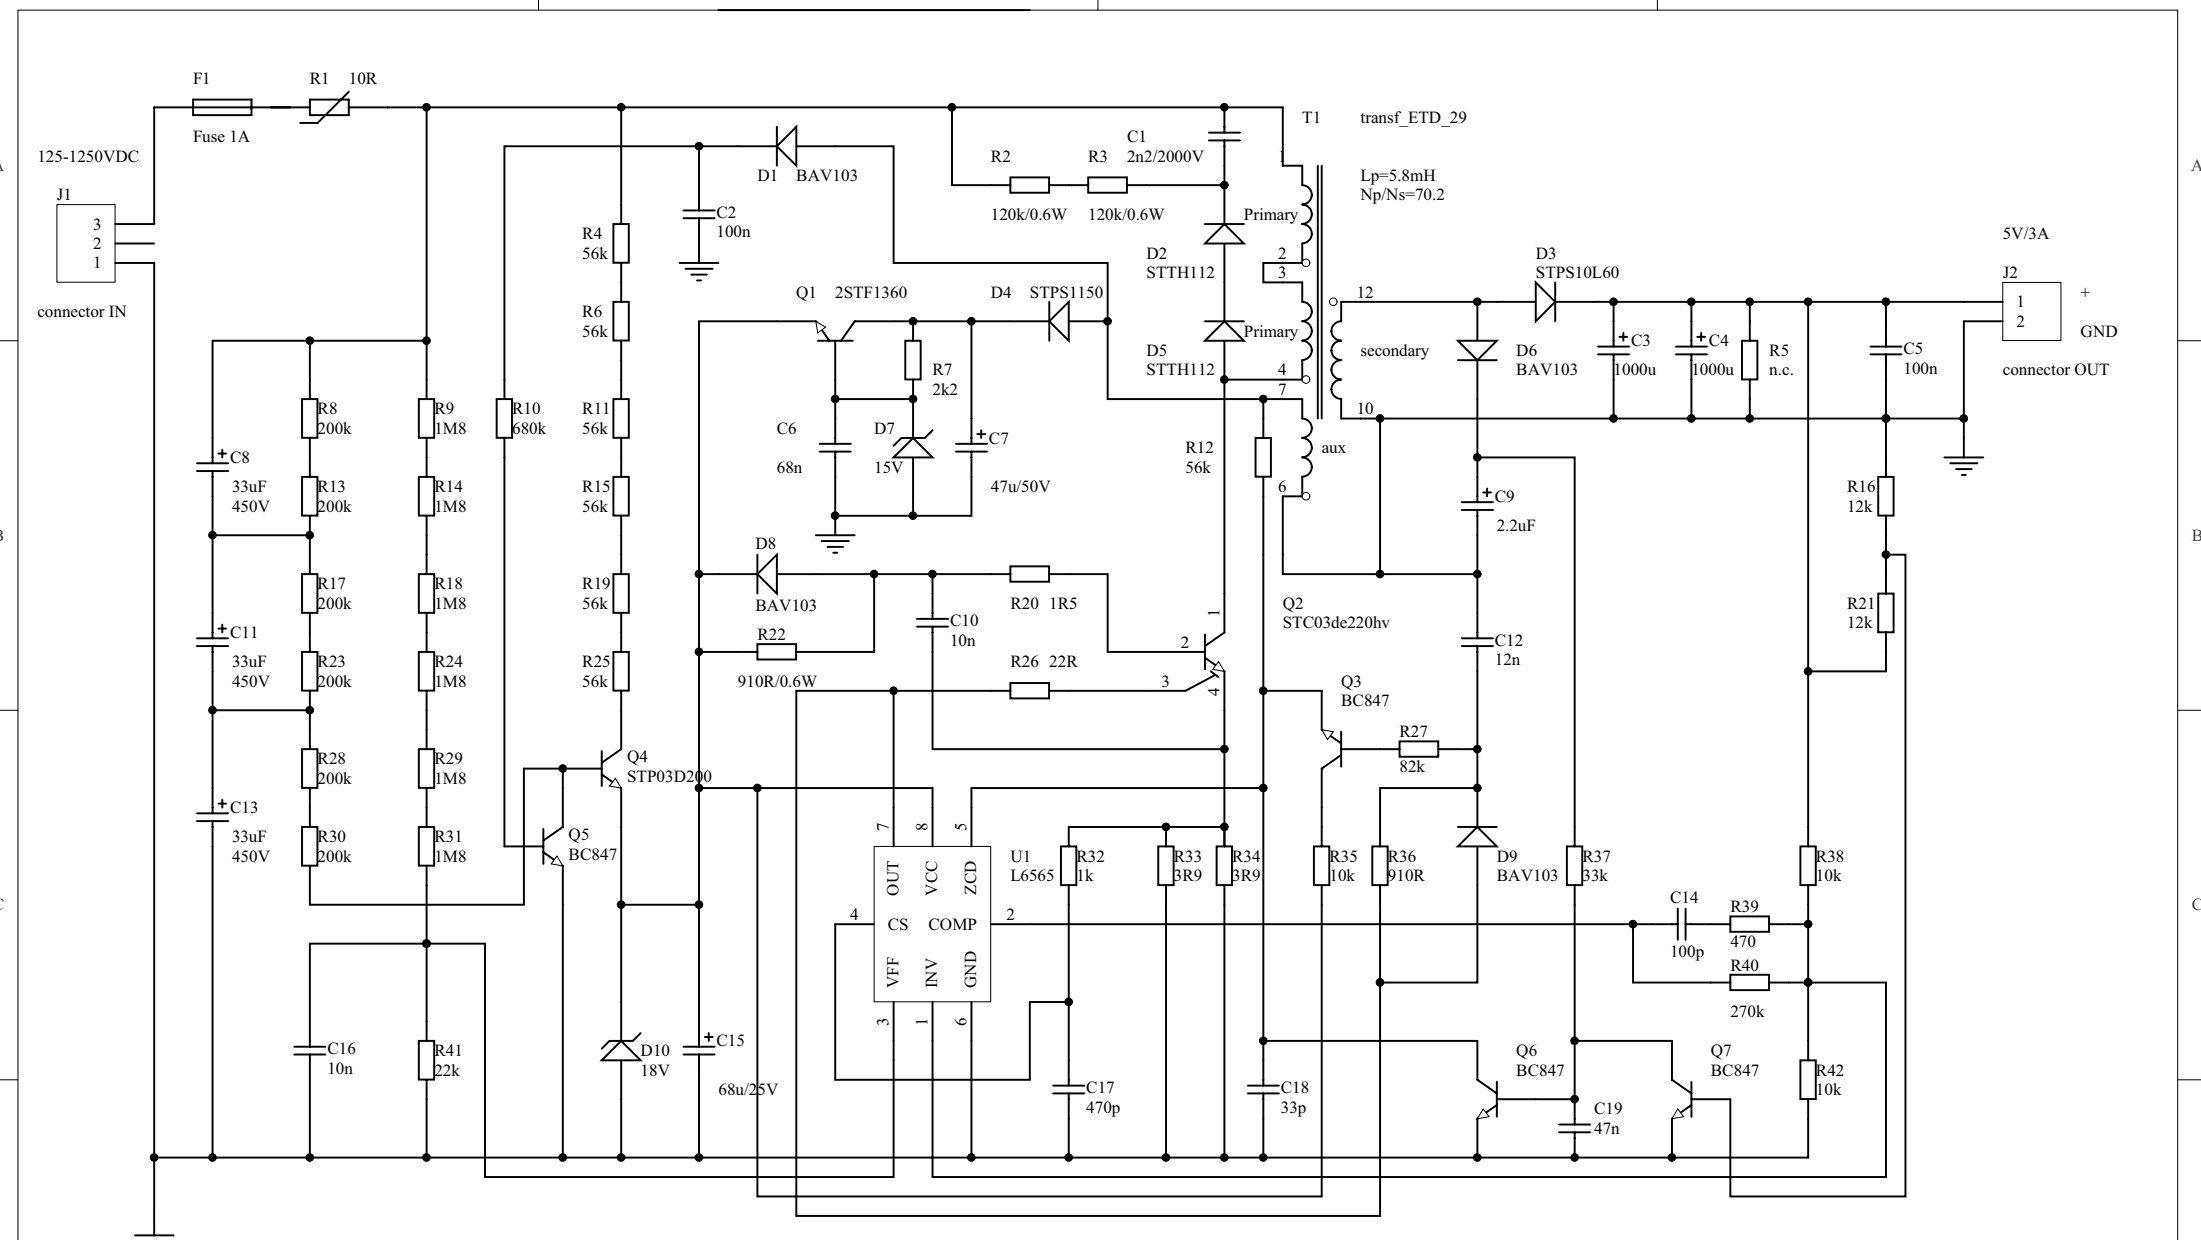 F1
R1 10R
Fuse 1A
125-1250VDC
J1
3
2
1
connector IN
D1 BAV103
C2
100n
R2
120k/0.6W
R3
120k/0.6W
C1
2n2/2000V
T1 transf_ETD_29
1
Lp=5.8mH
Np/Ns=70.2
Primary
2
3
D2
STTH112
Primary
D5
STTH112
4
7
aux
6
12
secondary
10
D3
STPS10L60
D6
BAV103
C3
1000u
C4
1000u
R5
n.c.
C5
100n
5V/3A
J2
1
2
+
GND
connector OUT
R4
56k
R6
56k
R11
56k
R15
56k
R19
56k
R25
56k
Q1 2STF1360
D4 STPS1150
R7
2k2
C6
68n
D7
15V
C7
47u/50V
R12
56k
C9
2.2uF
R16
12k
R21
12k
R8
200k
R9
1M8
R10
680k
C8
33uF
450V
R13
200k
R14
1M8
R17
200k
R18
1M8
C11
33uF
450V
R23
200k
R24
1M8
R28
200k
R29
1M8
C13
33uF
450V
R30
200k
R31
1M8
D8
BAV103
R22
910R/0.6W
C10
10n
R20 1R5
R26 22R
1
2
3
4
Q2
STC03de220hv
C12
12n
Q3
BC847
R27
82k
Q4
STP03D200
Q5
BC847
7
8
5
OUT
VCC
ZCD
U1
L6565
4
CS
COMP
2
VFF
INV
GND
3
1
6
R32
1k
R33
3R9
R34
3R9
R35
10k
R36
910R
D9
BAV103
R37
33k
R38
10k
C14
100p
R39
470
R40
270k
C16
10n
R41
22k
D10
18V
C15
68u/25V
C17
470p
C18
33p
Q6
BC847
C19
47n
Q7
BC847
R42
10k
A
B
C